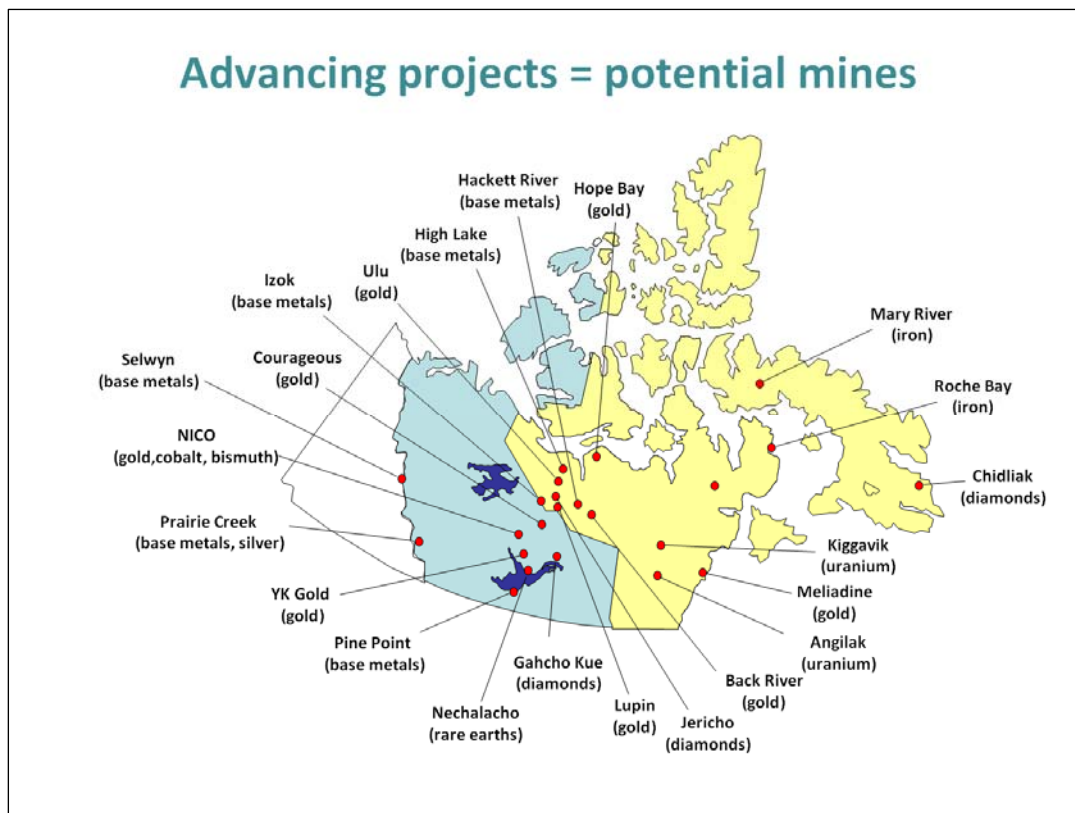 Advancing projects = potential mines
Hackett River
(base metals)
Hope Bay
(gold)
High Lake
(base metals)
Ulu
(gold)
Izok
(base metals)
Courageous
(gold)
Selwyn
(base metals)
NICO
(gold,cobalt, bismuth)
Prairie Creek
(base metals, silver)
YK Gold
(gold)
Pine Point
(base metals)
Nechalacho
(rare earths)
Gahcho Kue
(diamonds)
Lupin
(gold)
Jericho
(diamonds)
Back River
(gold)
Angilak
(uranium)
Meliadine
(gold)
Kiggavik
(uranium)
Chidliak
(diamonds)
Roche Bay
(iron)
Mary River
(iron)